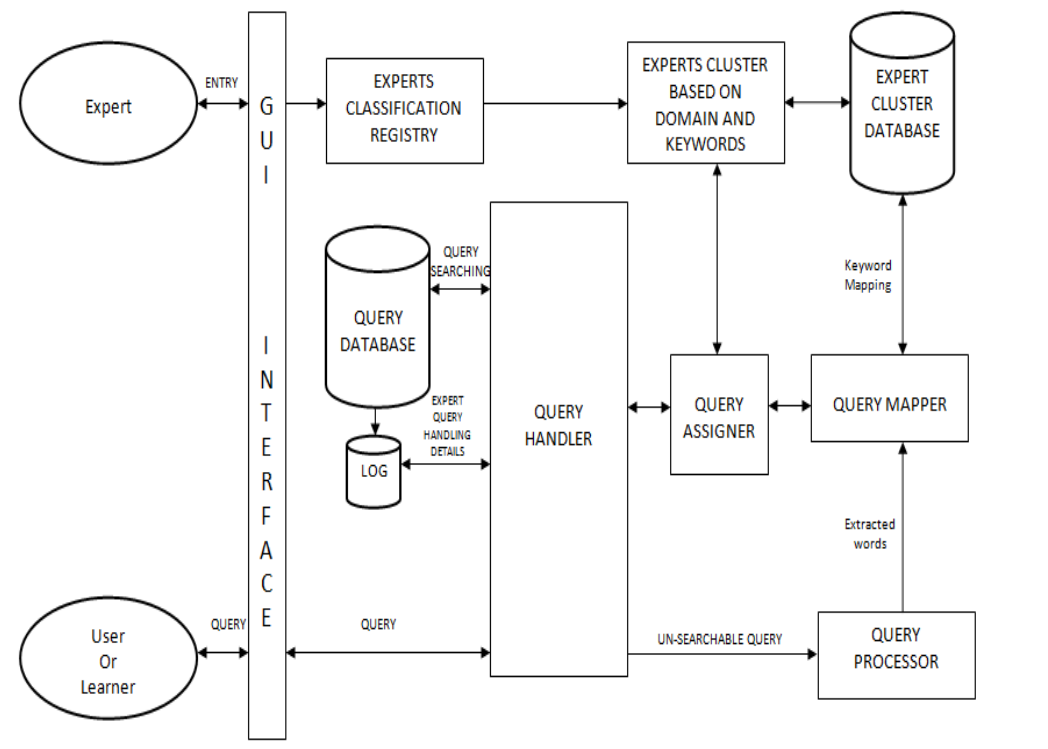 Expert
ENTRY
G
U
I
I
N
T
E
R
F
A
C
E
EXPERTS
CLASSIFICATION
REGISTRY
EXPERTS CLUSTER
BASED ON
DOMAIN AND
KEYWORDS
EXPERT
CLUSTER
DATABASE
QUERY
SEARCHING
QUERY
DATABASE
EXPERT
QUERY
HANDLING
DETAILS
LOG
QUERY
HANDLER
QUERY
ASSIGNER
Keyword
Mapping
QUERY MAPPER
Extracted
words
User
Or
Learner
QUERY
QUERY
UN-SEARCHABLE QUERY
QUERY
PROCESSOR